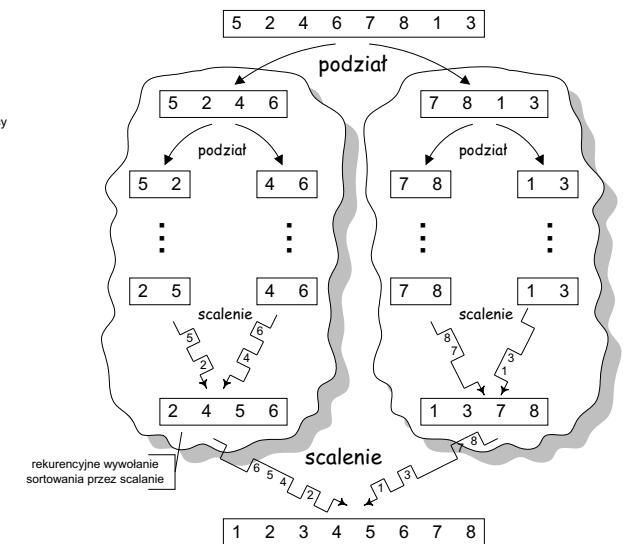 5 2 4 6 7 8 1 3
podział
5 2 4 6
7 8 1 3
podział
podział
5 2
4 6
7 8
1 3
2 5
4 6
7 8
1 3
scalenie
scalenie
5
2
6
4
8
7
3
1
2 4 5 6
1 3 7 8
rekurencyjne wywołanie
sortowania przez scalanie
scalenie
6 5 4 2
8 7 3 1
1 2 3 4 5 6 7 8